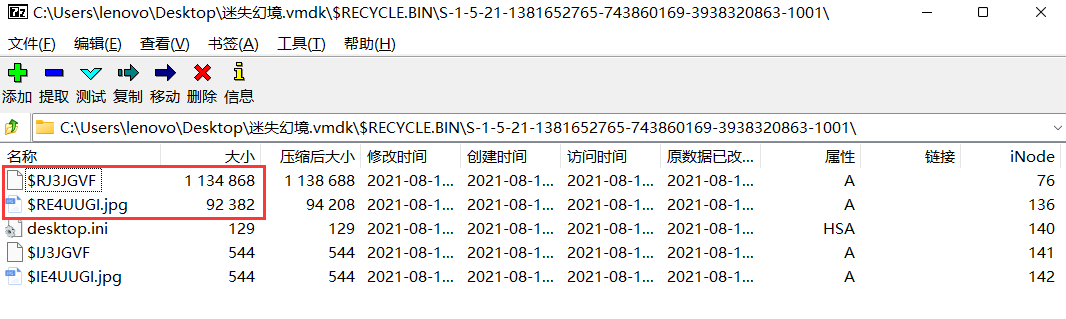 C:\Users\lenovo\Desktop\迷失幻境.vmdk\$RECYCLE.BIN\S-1-5-21-1381652765-743860169-3938320863-1001\
文件(F) 编辑(E) 查看(V) 书签(A) 工具(T) 帮助(H)
添加 提取 测试 复制 移动 删除 信息
C:\Users\lenovo\Desktop\迷失幻境.vmdk\$RECYCLE.BIN\S-1-5-21-1381652765-743860169-3938320863-1001\
名称 大小 压缩后大小 修改时间 创建时间 访问时间 原数据已改... 属性 链接 iNode
$RJ3JGVF 1 134 868 1 138 688 2021-08-1... 2021-08-1... 2021-08-1... 2021-08-1... A 76
$RE4UUGI.jpg 92 382 94 208 2021-08-1... 2021-08-1... 2021-08-1... 2021-08-1... A 136
desktop.ini 129 129 2021-08-1... 2021-08-1... 2021-08-1... 2021-08-1... HSA 140
$IJ3JGVF 544 544 2021-08-1... 2021-08-1... 2021-08-1... 2021-08-1... A 141
$IE4UUGI.jpg 544 544 2021-08-1... 2021-08-1... 2021-08-1... 2021-08-1... A 142